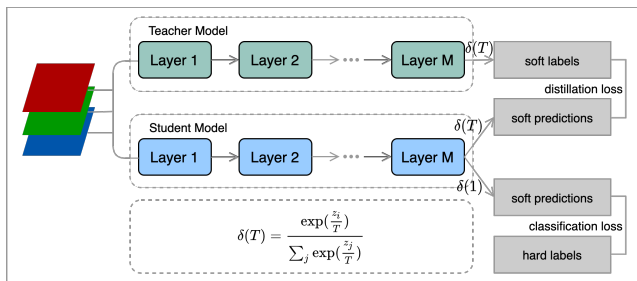 Teacher Model
Layer 1
Layer 2
Layer M
δ(T)
soft labels
distillation loss
Student Model
Layer 1
Layer 2
Layer M
δ(T)
soft predictions
δ(1)
soft predictions
classification loss
hard labels
δ(T) = exp(z_i/T) / ∑_j exp(z_j/T)